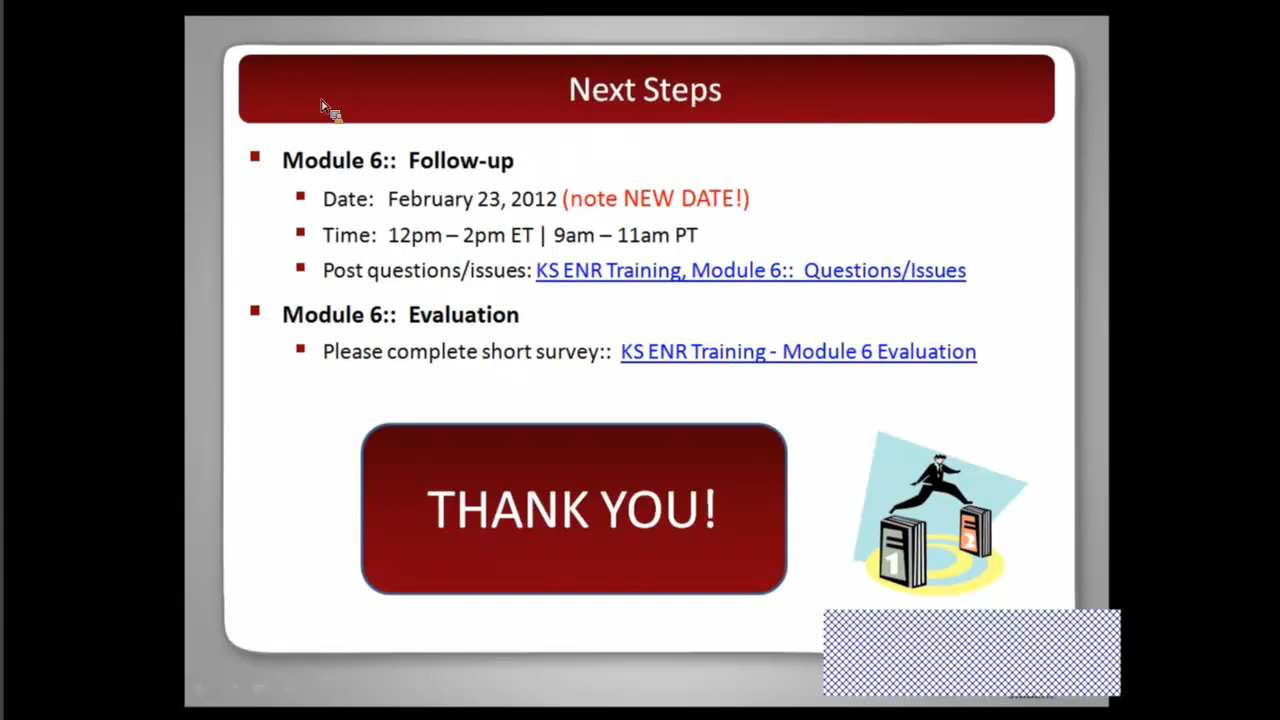 Next Steps
Module 6:: Follow-up
Date: February 23, 2012 (note NEW DATE!)
Time: 12pm – 2pm ET | 9am – 11am PT
Post questions/issues: KS ENR Training, Module 6:: Questions/Issues
Module 6:: Evaluation
Please complete short survey:: KS ENR Training - Module 6 Evaluation
THANK YOU!
1
2